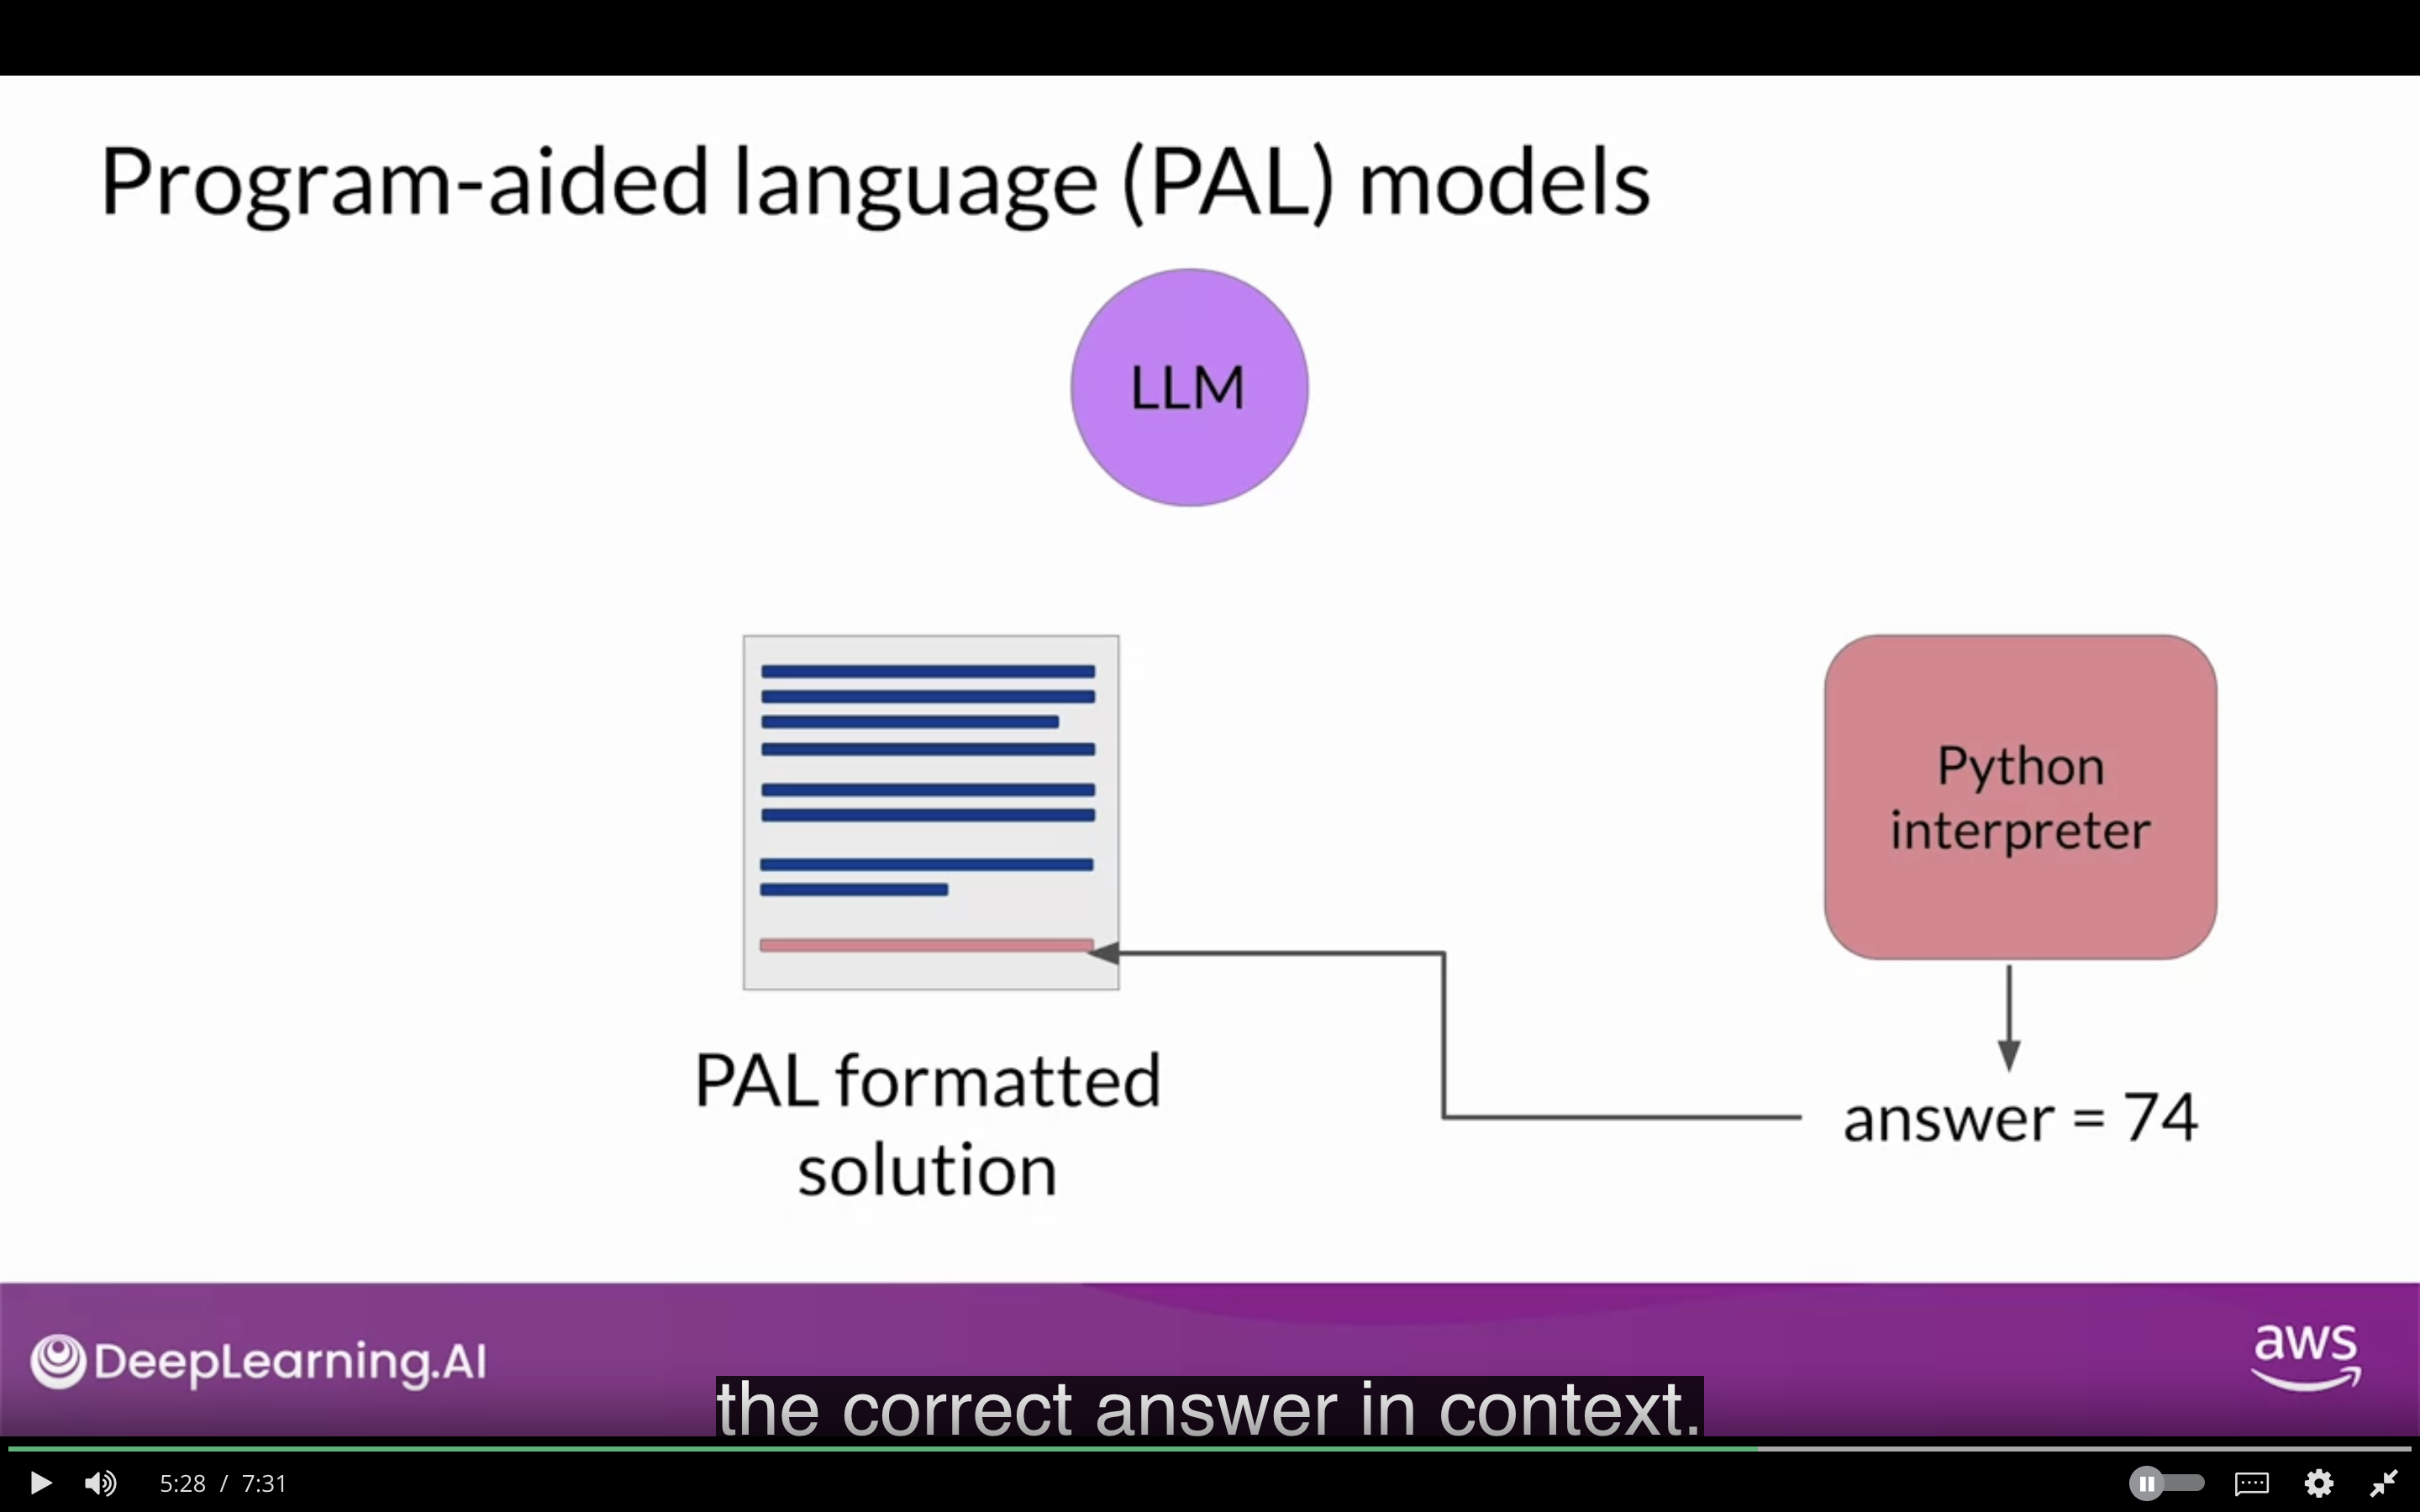 Program-aided language (PAL) models
LLM
Python
interpreter
PAL formatted
solution
answer = 74
DeepLearning.AI
aws
the correct answer in context.
5:28 / 7:31